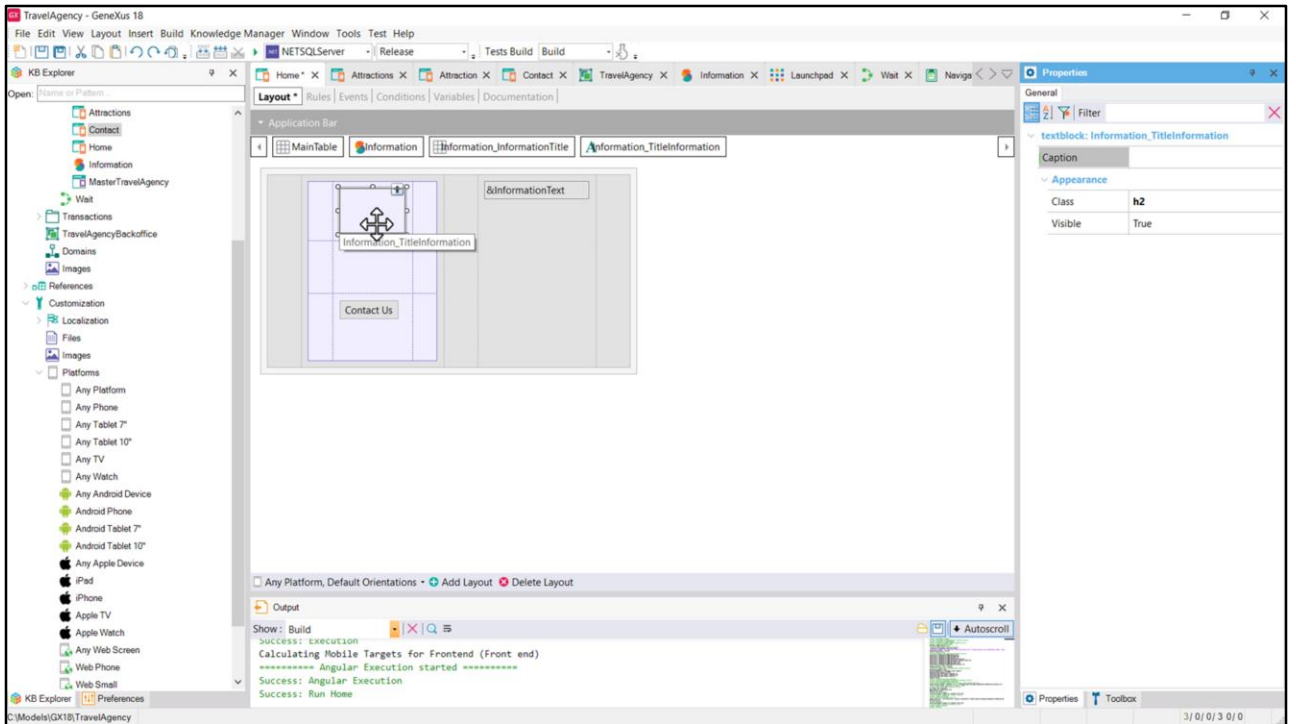 TravelAgency - GeneXus 18
File Edit View Layout Insert Build Knowledge Manager Window Tools Test Help
NETSQLServer Release Tests Build Build
KB Explorer
Open: Name or Pattern
Attractions
Contact
Home
Information
MasterTravelAgency
Wait
Transactions
TravelAgencyBackoffice
Domains
Images
References
Customization
Localization
Files
Images
Platforms
Any Platform
Any Phone
Any Tablet 7"
Any Tablet 10"
Any TV
Any Watch
Any Android Device
Android Phone
Android Tablet 7"
Android Tablet 10"
Any Apple Device
iPad
iPhone
Apple TV
Apple Watch
Any Web Screen
Web Phone
Web Small
KB Explorer Preferences
Home* X Attractions X Attraction X Contact X TravelAgency X Information X Launchpad X Wait X Naviga
Layout * Rules Events Conditions Variables Documentation
Application Bar
MainTable Information Information_InformationTitle Information_TitleInformation
&InformationText
Information_TitleInformation
Contact Us
Any Platform, Default Orientations Add Layout Delete Layout
Output
Show: Build Autoscroll
Success: Execution
Calculating Mobile Targets for Frontend (Front end)
========== Angular Execution started ==========
Success: Angular Execution
Success: Run Home
Properties
General
Filter
textblock: Information_TitleInformation
Caption
Appearance
Class h2
Visible True
Properties Toolbox
C:\Models\GX18\TravelAgency 3/ 0/ 0/ 3 0/ 0